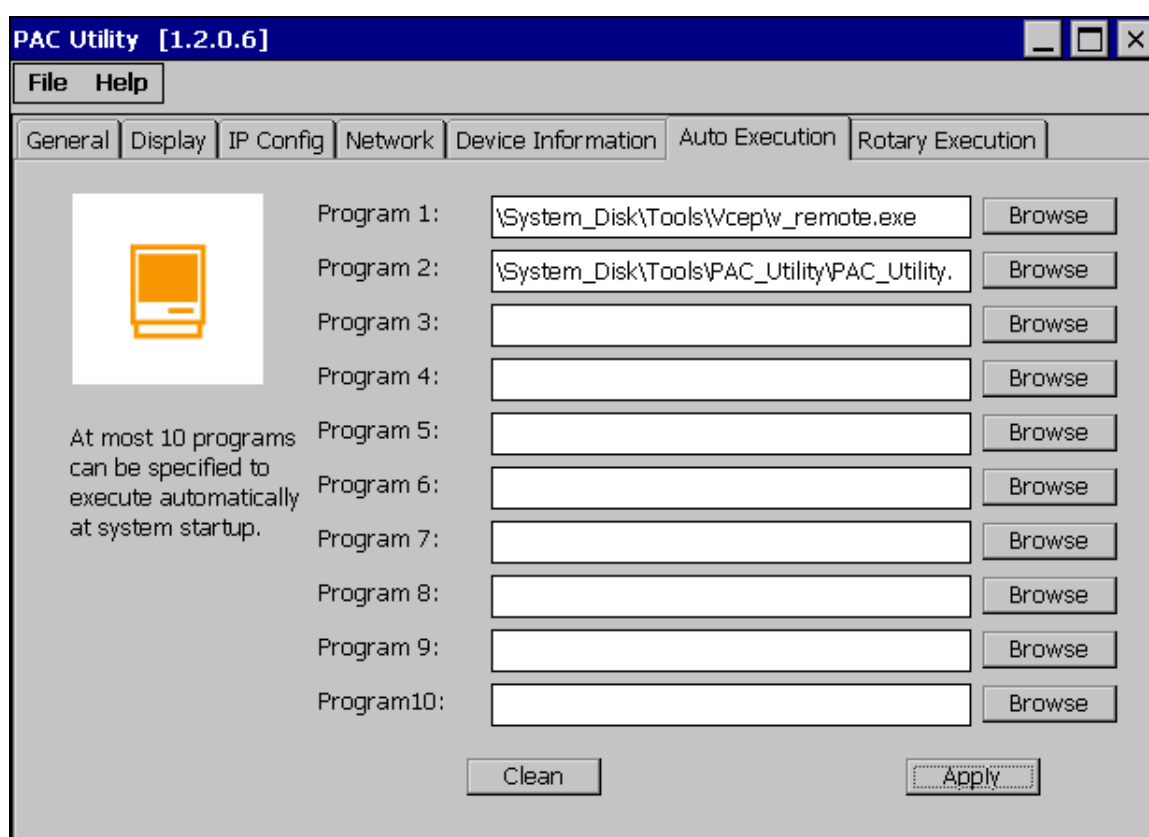 PAC Utility [1.2.0.6]
File Help
General Display IP Config Network Device Information Auto Execution Rotary Execution
Program 1: \System_Disk\Tools\Vcep\v_remote.exe Browse
Program 2: \System_Disk\Tools\PAC_Utility\PAC_Utility. Browse
Program 3: Browse
Program 4: Browse
Program 5: Browse
Program 6: Browse
Program 7: Browse
Program 8: Browse
Program 9: Browse
Program10: Browse
At most 10 programs
can be specified to
execute automatically
at system startup.
Clean Apply